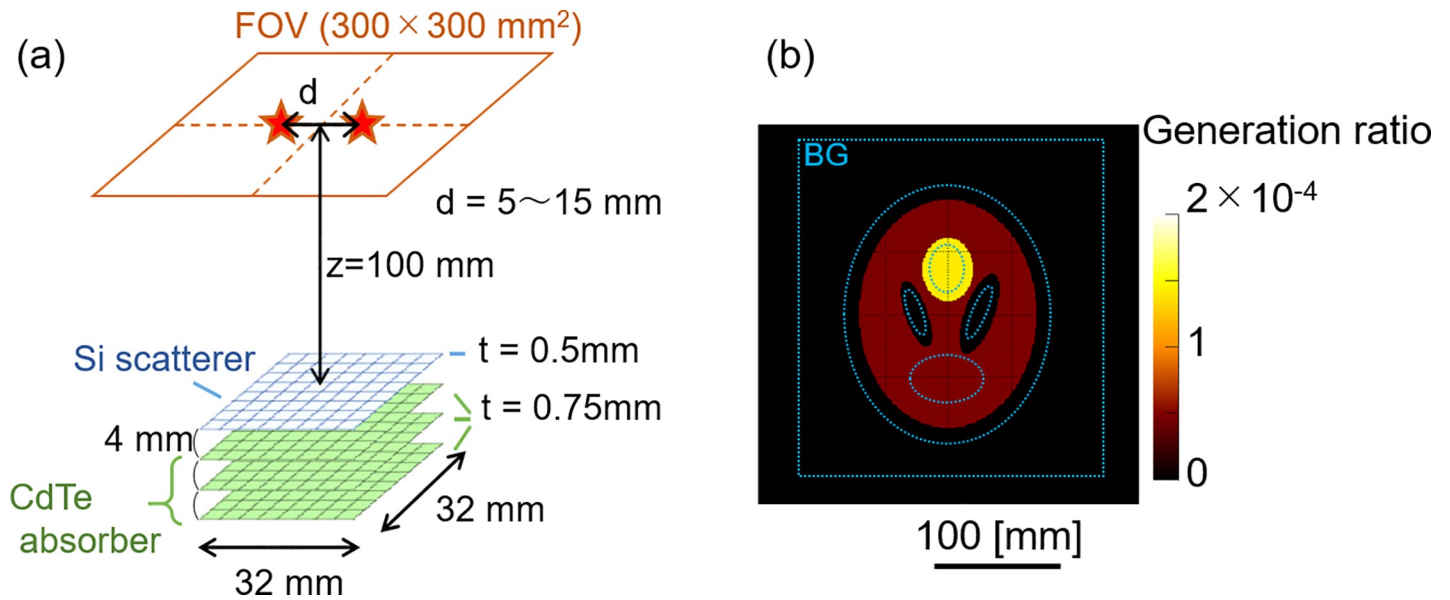 (a)
FOV (300×300 mm²)
d
d = 5～15 mm
z=100 mm
Si scatterer
t = 0.5mm
t = 0.75mm
4 mm
CdTe
absorber
32 mm
32 mm
(b)
BG
Generation ratio
2×10⁻⁴
1
0
100 [mm]